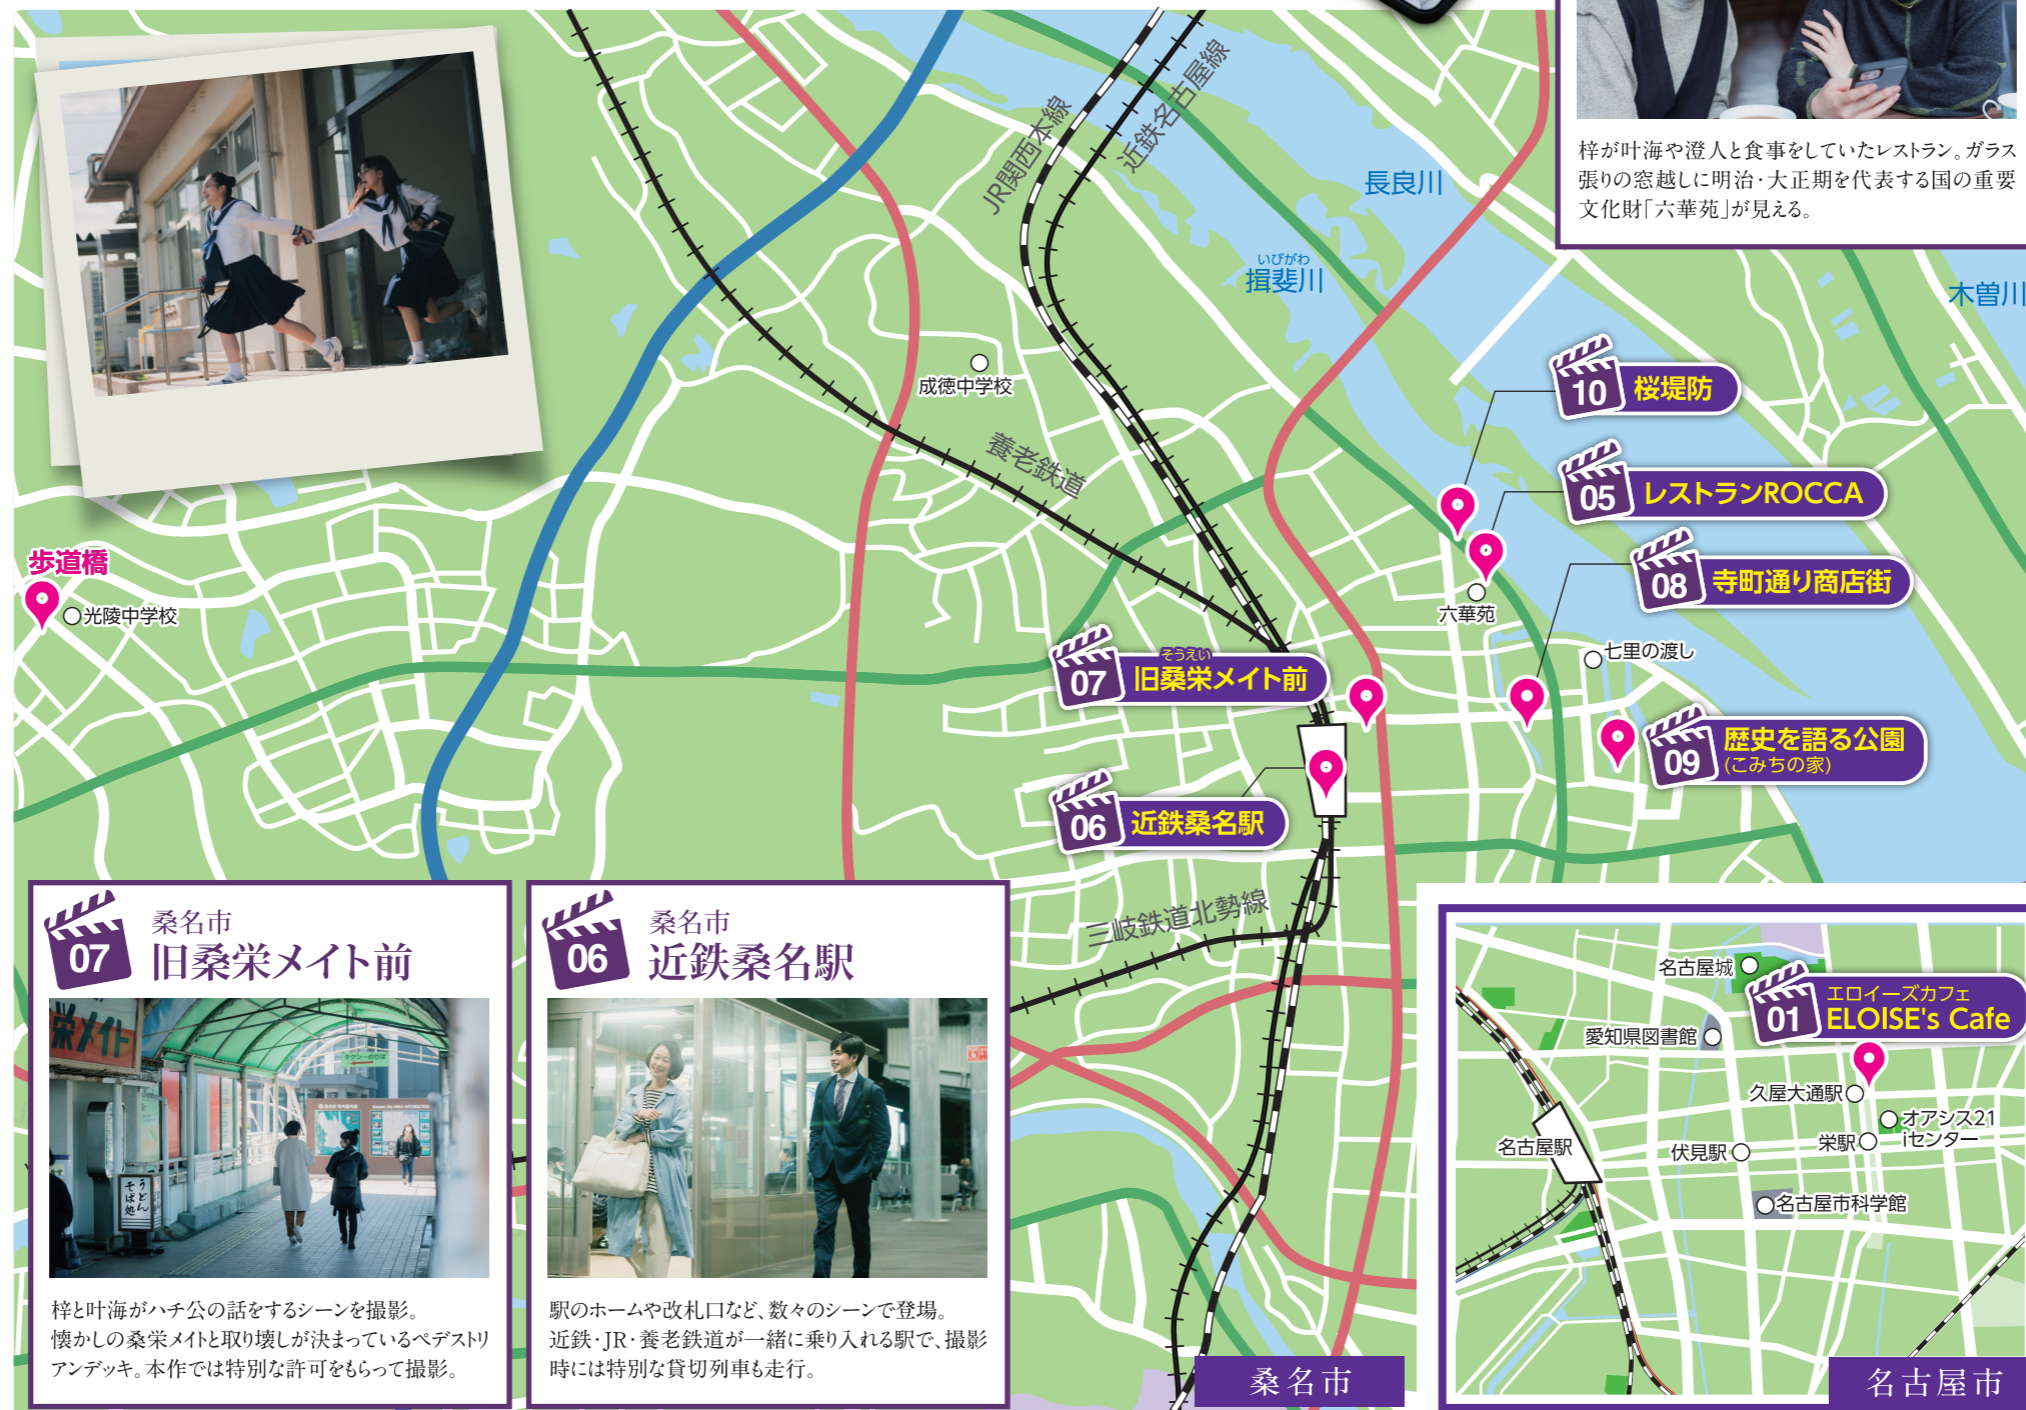 梓が叶海や澄人と食事をしていたレストラン。ガラス
張りの窓越しに明治・大正期を代表する国の重要
文化財「六華苑」が見える。
JR関西本線
近鉄名古屋線
長良川
いびがわ
揖斐川
木曽川
成徳中学校
養老鉄道
10 桜堤防
05 レストランROCCA
08 寺町通り商店街
歩道橋
光陵中学校
六華苑
七里の渡し
そうえい
07 旧桑栄メイト前
09 歴史を語る公園
(こみちの家)
06 近鉄桑名駅
三岐鉄道北勢線
桑名市
07 旧桑栄メイト前
栄メイト
タクシーのりば
うどん
そば処
梓と叶海がハチ公の話をするシーンを撮影。
懐かしの桑栄メイトと取り壊しが決まっているペデストリ
アンデッキ。本作では特別な許可をもらって撮影。
桑名市
06 近鉄桑名駅
駅のホームや改札口など、数々のシーンで登場。
近鉄・JR・養老鉄道が一緒に乗り入れる駅で、撮影
時には特別な貸切列車も走行。
桑名市
名古屋城
エロイーズカフェ
01 ELOISE's Cafe
愛知県図書館
久屋大通駅
オアシス21
iセンター
栄駅
伏見駅
名古屋駅
名古屋市科学館
名古屋市